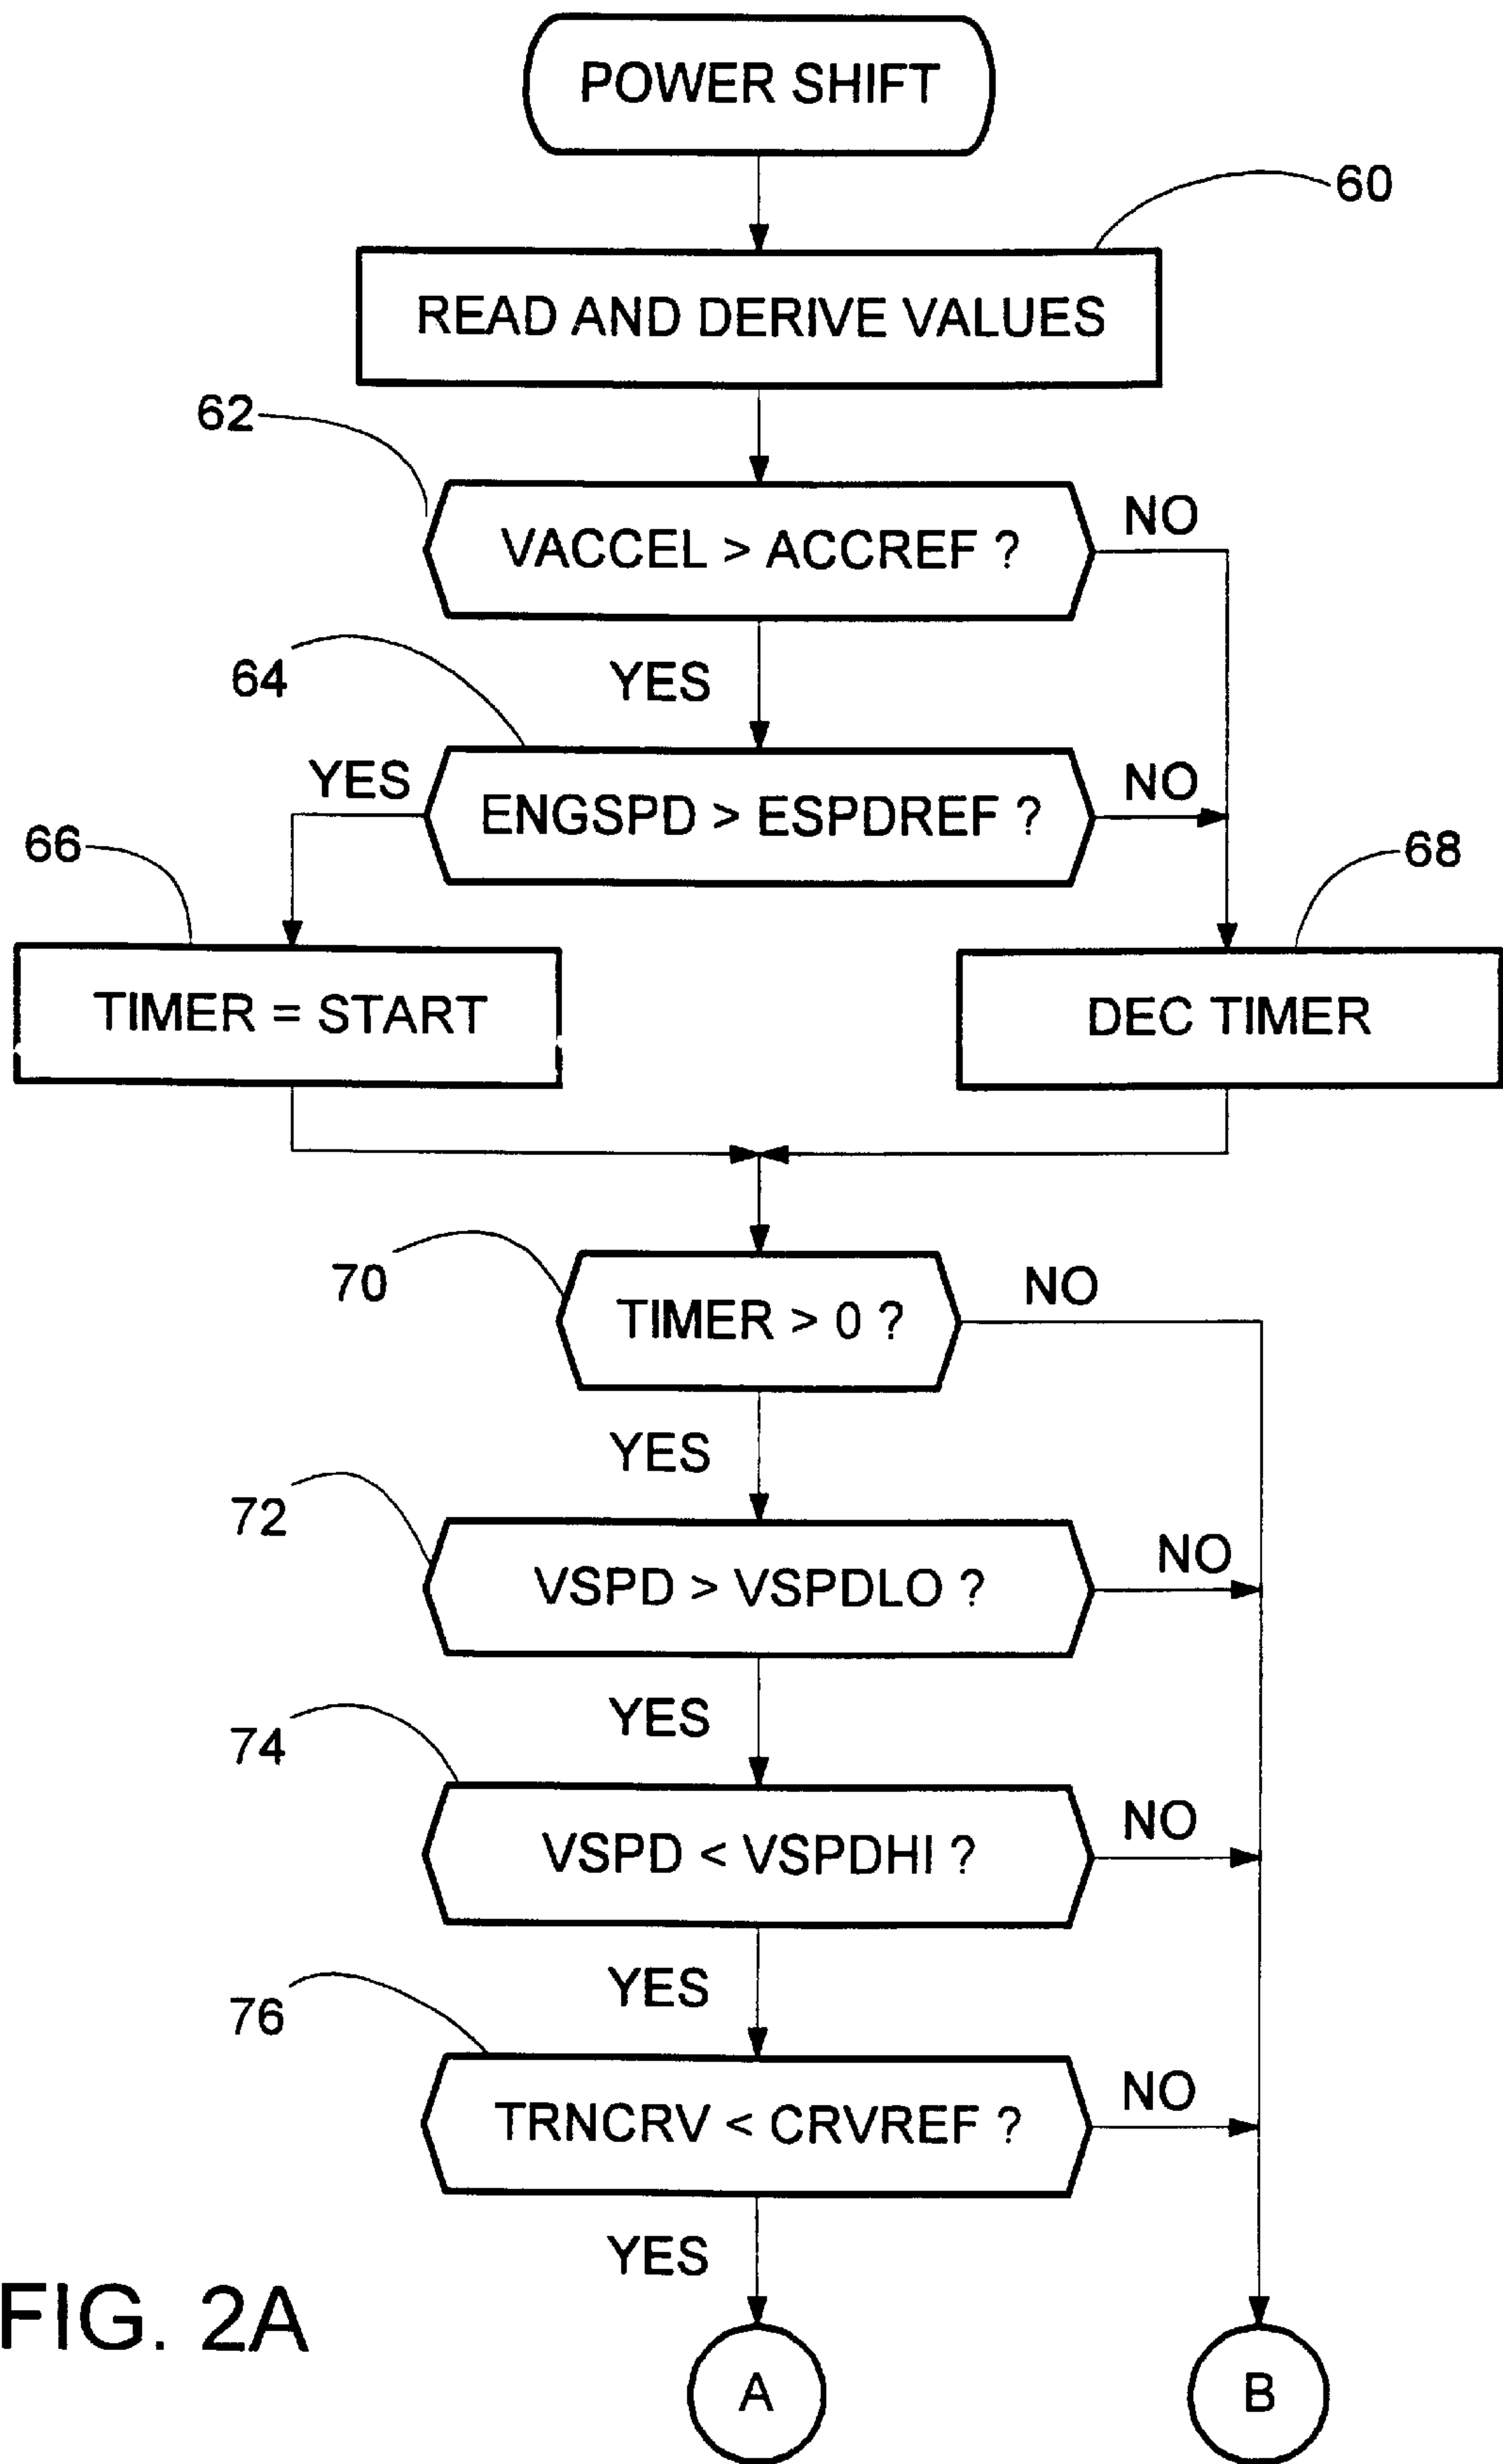 POWER SHIFT
60
READ AND DERIVE VALUES
62
VACCEL > ACCREF ?
NO
YES
64
YES
ENGSPD > ESPDREF ?
NO
66
68
TIMER = START
DEC TIMER
70
TIMER > 0 ?
NO
YES
72
VSPD > VSPDLO ?
NO
YES
74
VSPD < VSPDHI ?
NO
YES
76
TRNCRV < CRVREF ?
NO
YES
FIG. 2A
A
B